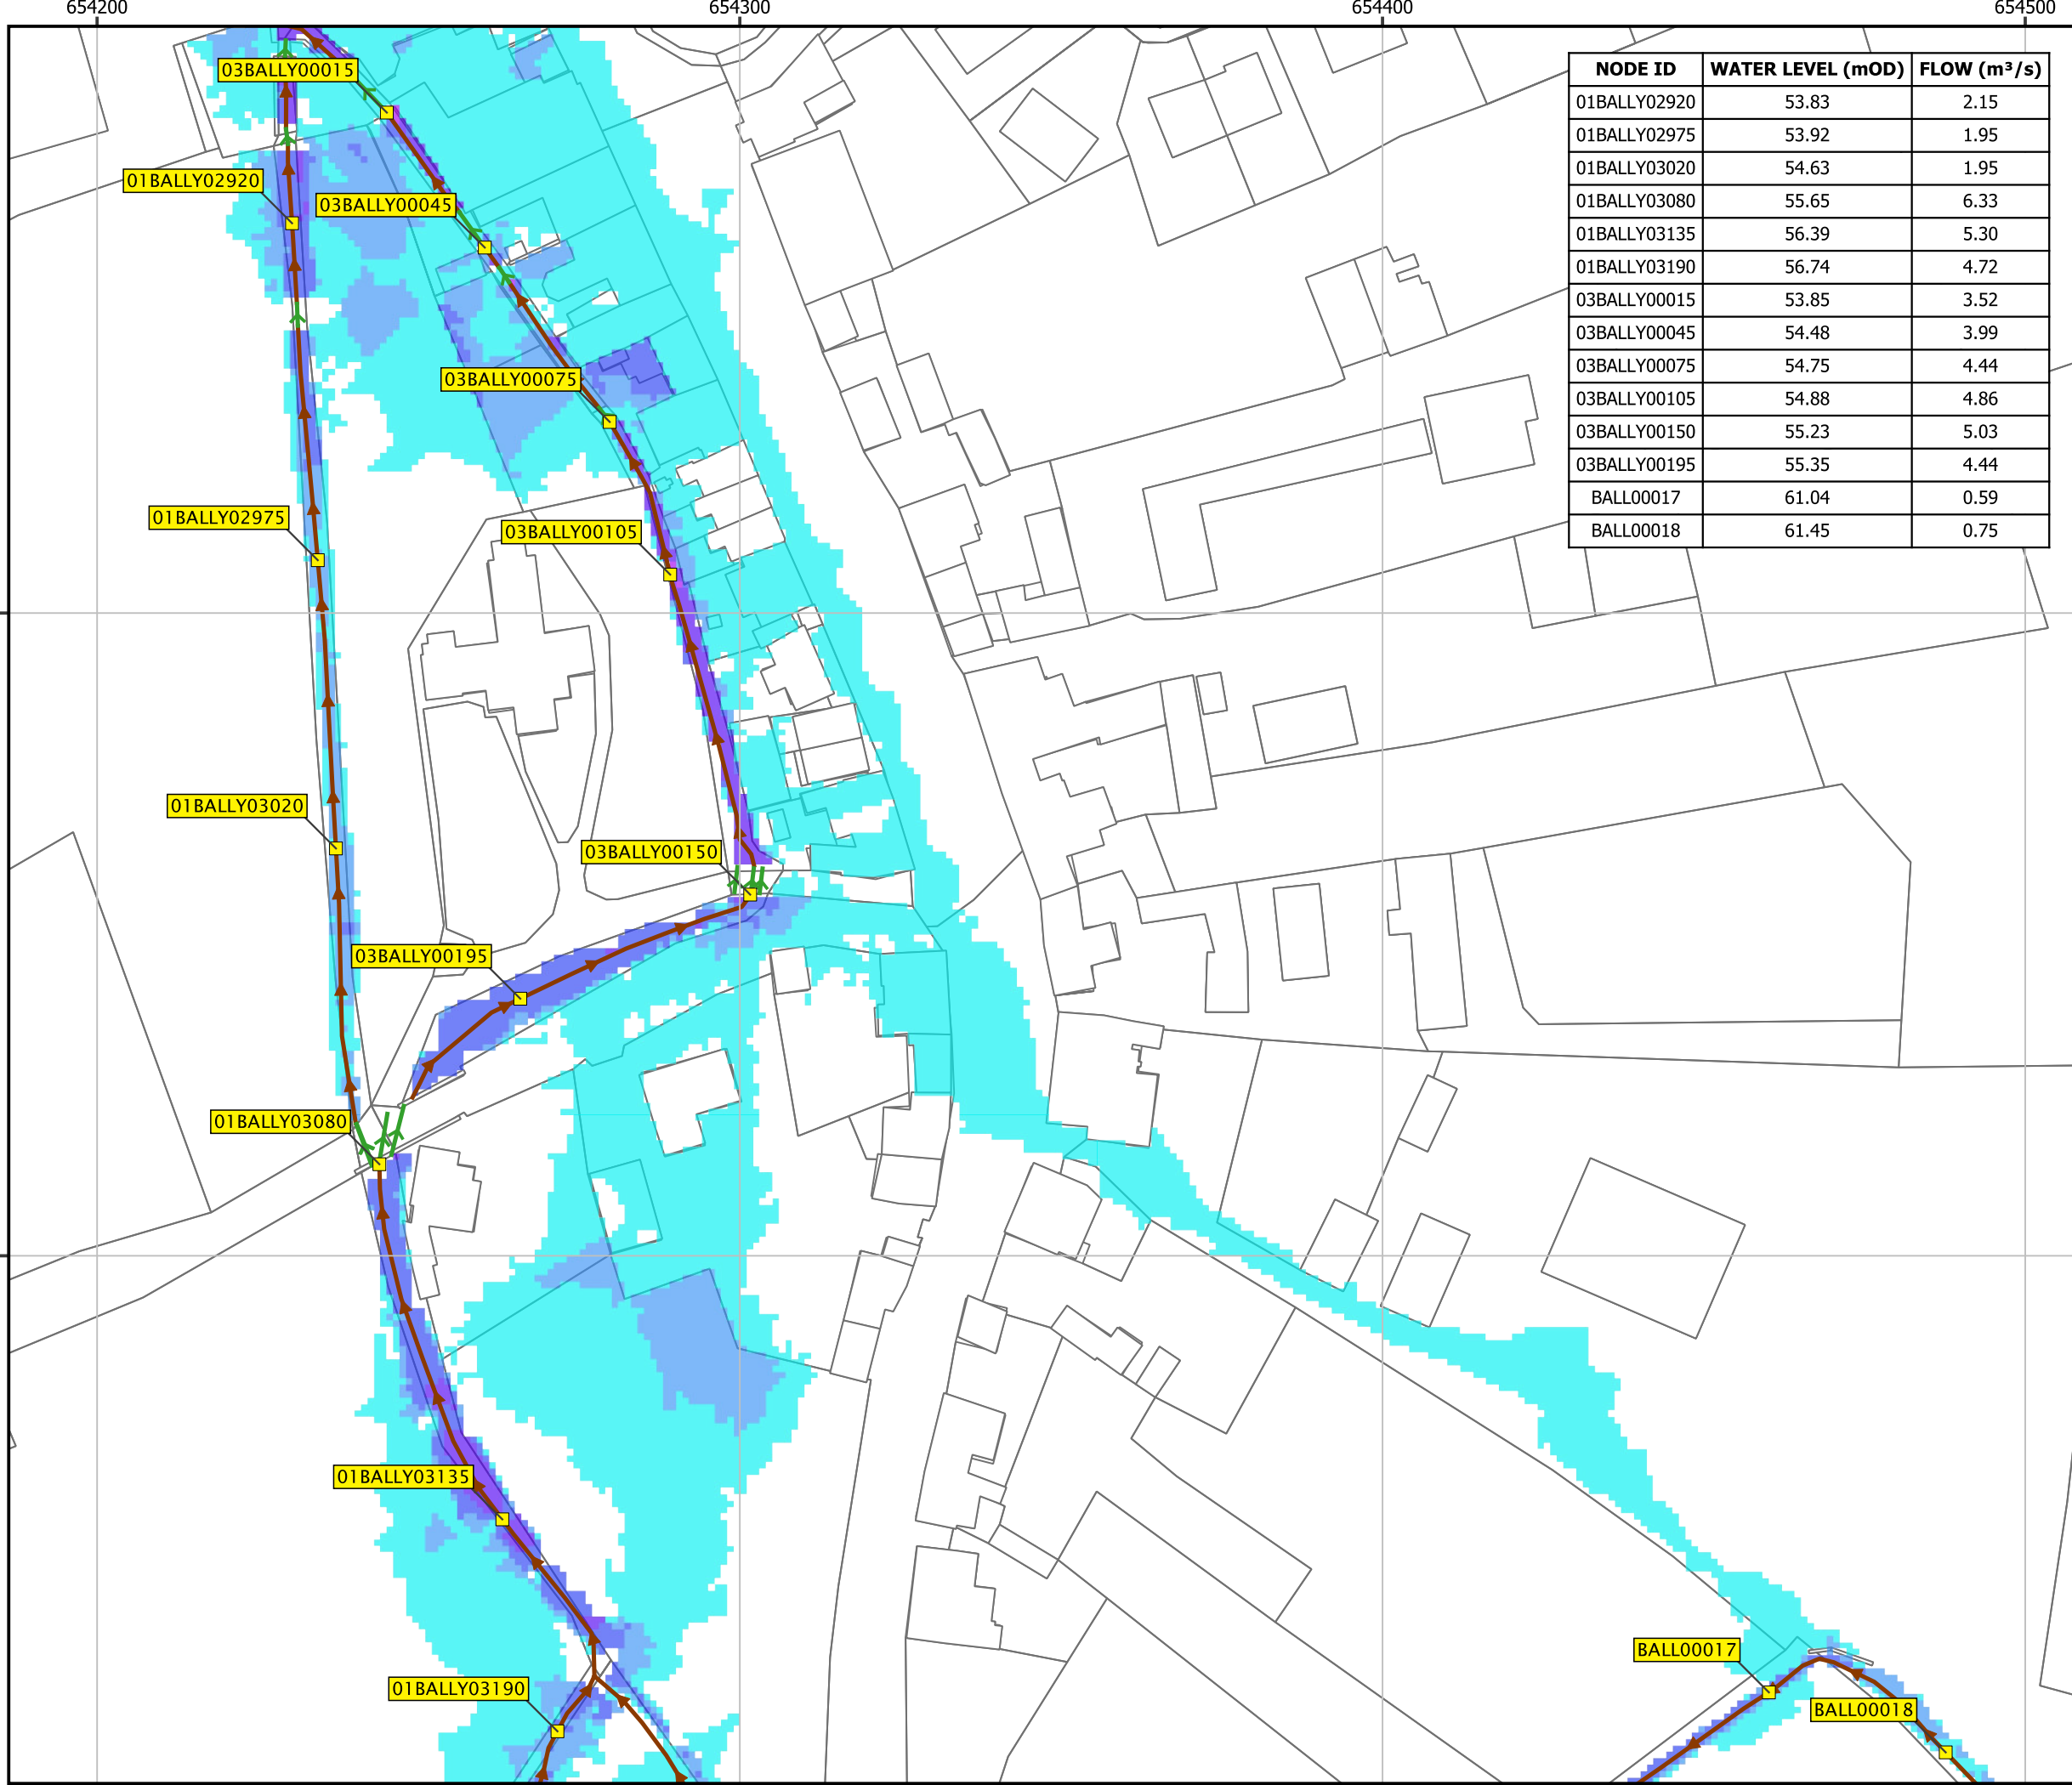 654200 654300 654400 654500
NODE ID WATER LEVEL (mOD) FLOW (m³/s)
01BALLY02920 53.83 2.15
01BALLY02975 53.92 1.95
01BALLY03020 54.63 1.95
01BALLY03080 55.65 6.33
01BALLY03135 56.39 5.30
01BALLY03190 56.74 4.72
03BALLY00015 53.85 3.52
03BALLY00045 54.48 3.99
03BALLY00075 54.75 4.44
03BALLY00105 54.88 4.86
03BALLY00150 55.23 5.03
03BALLY00195 55.35 4.44
BALL00017 61.04 0.59
BALL00018 61.45 0.75
03BALLY00015
01BALLY02920
03BALLY00045
03BALLY00075
01BALLY02975
03BALLY00105
01BALLY03020
03BALLY00150
03BALLY00195
01BALLY03080
01BALLY03135
BALL00017
01BALLY03190
BALL00018